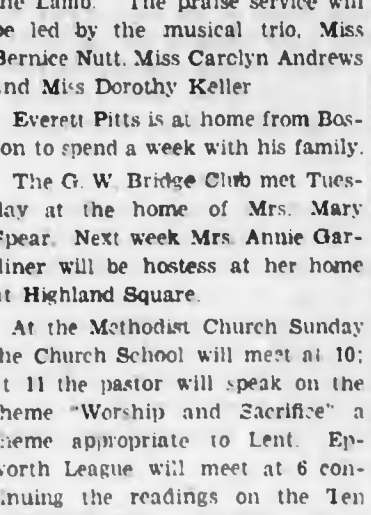 the Lamb. The praise service will
be led by the musical trio, Miss
Bernice Nutt, Miss Carolyn Andrews
and Miss Dorothy Keller
Everett Pitts is at home from Bos-
ton to spend a week with his family.
The G. W. Bridge Club met Tues-
day at the home of Mrs. Mary
Spear. Next week Mrs. Annie Gar-
diner will be hostess at her home
at Highland Square.
At the Methodist Church Sunday
the Church School will meet at 10;
at 11 the pastor will speak on the
theme "Worship and Sacrifice" a
theme appropriate to Lent. Ep-
worth League will meet at 6 con-
tinuing the readings on the Ten